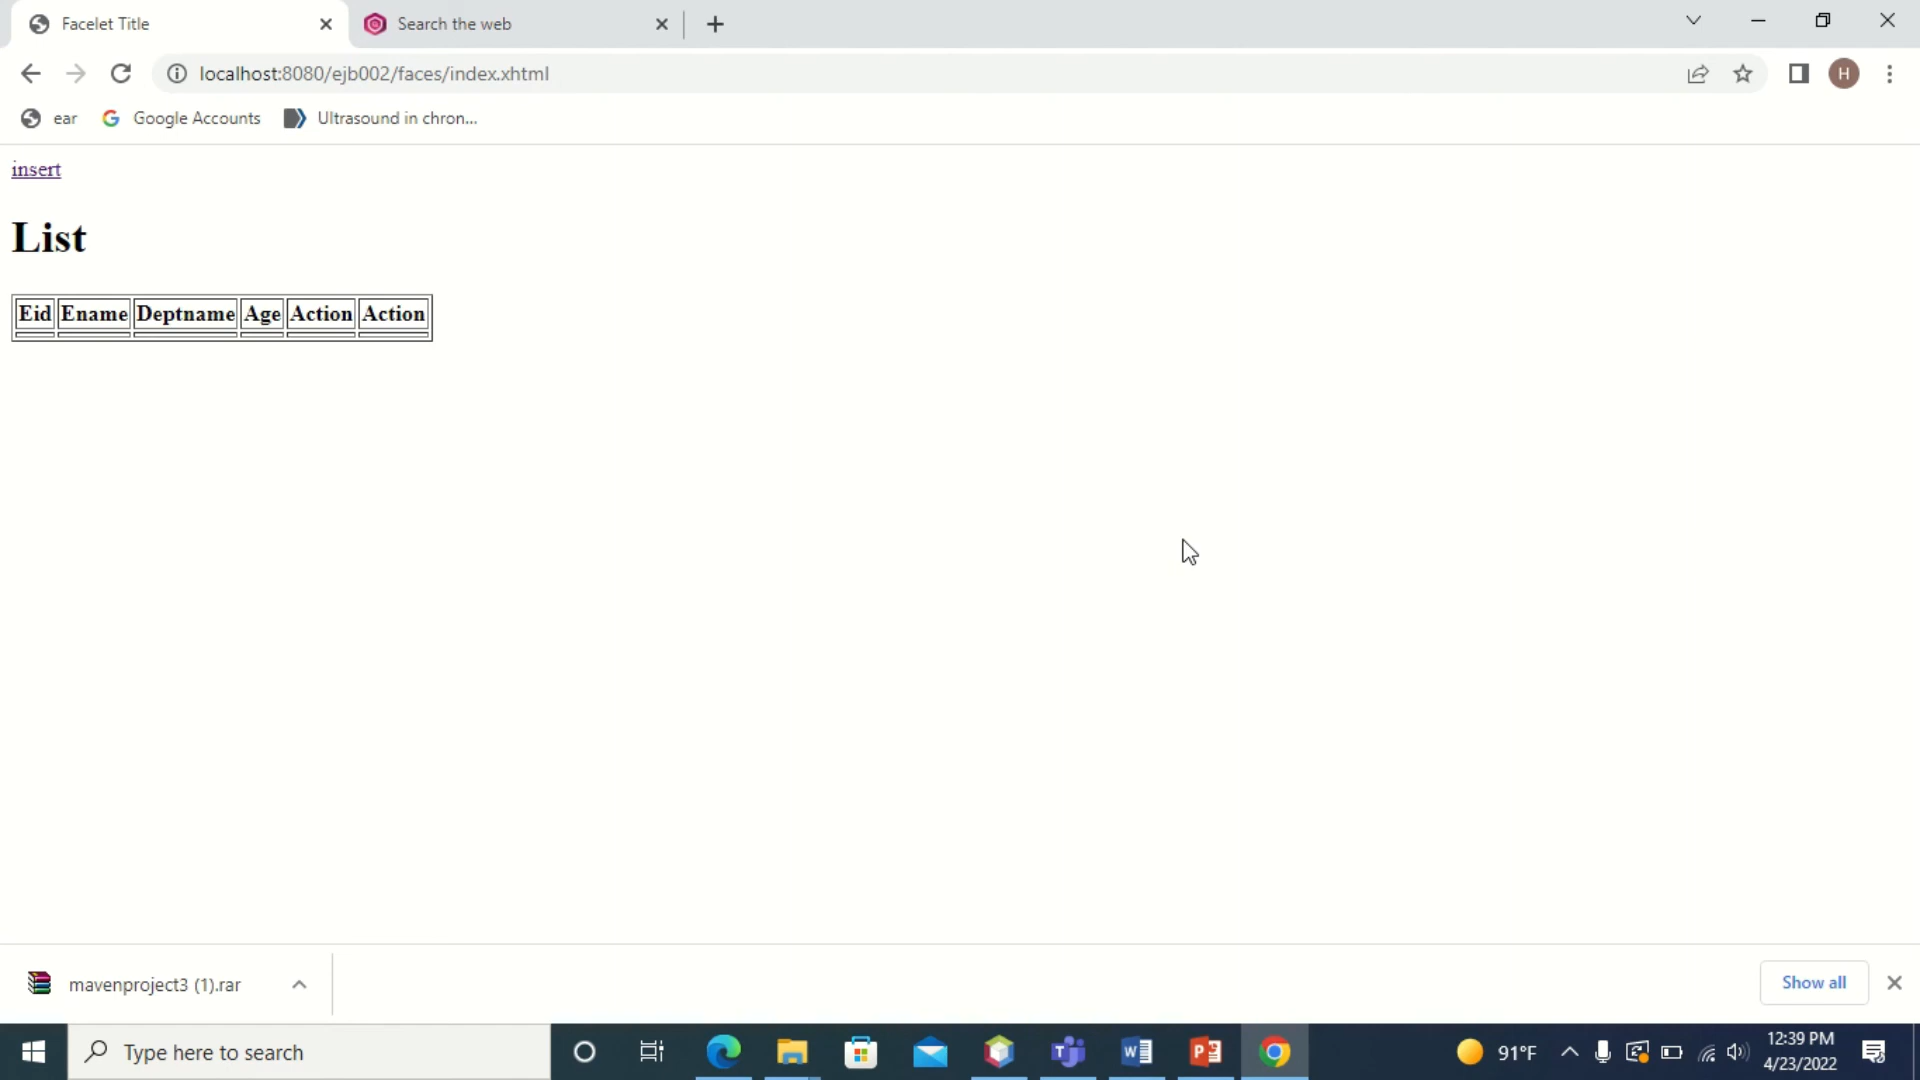 Facelet Title
Search the web
localhost:8080/ejb002/faces/index.xhtml
H
ear
Google Accounts
Ultrasound in chron...
insert
List
Eid Ename Deptname Age Action Action
mavenproject3 (1).rar
Show all
Type here to search
91°F
12:39 PM
4/23/2022